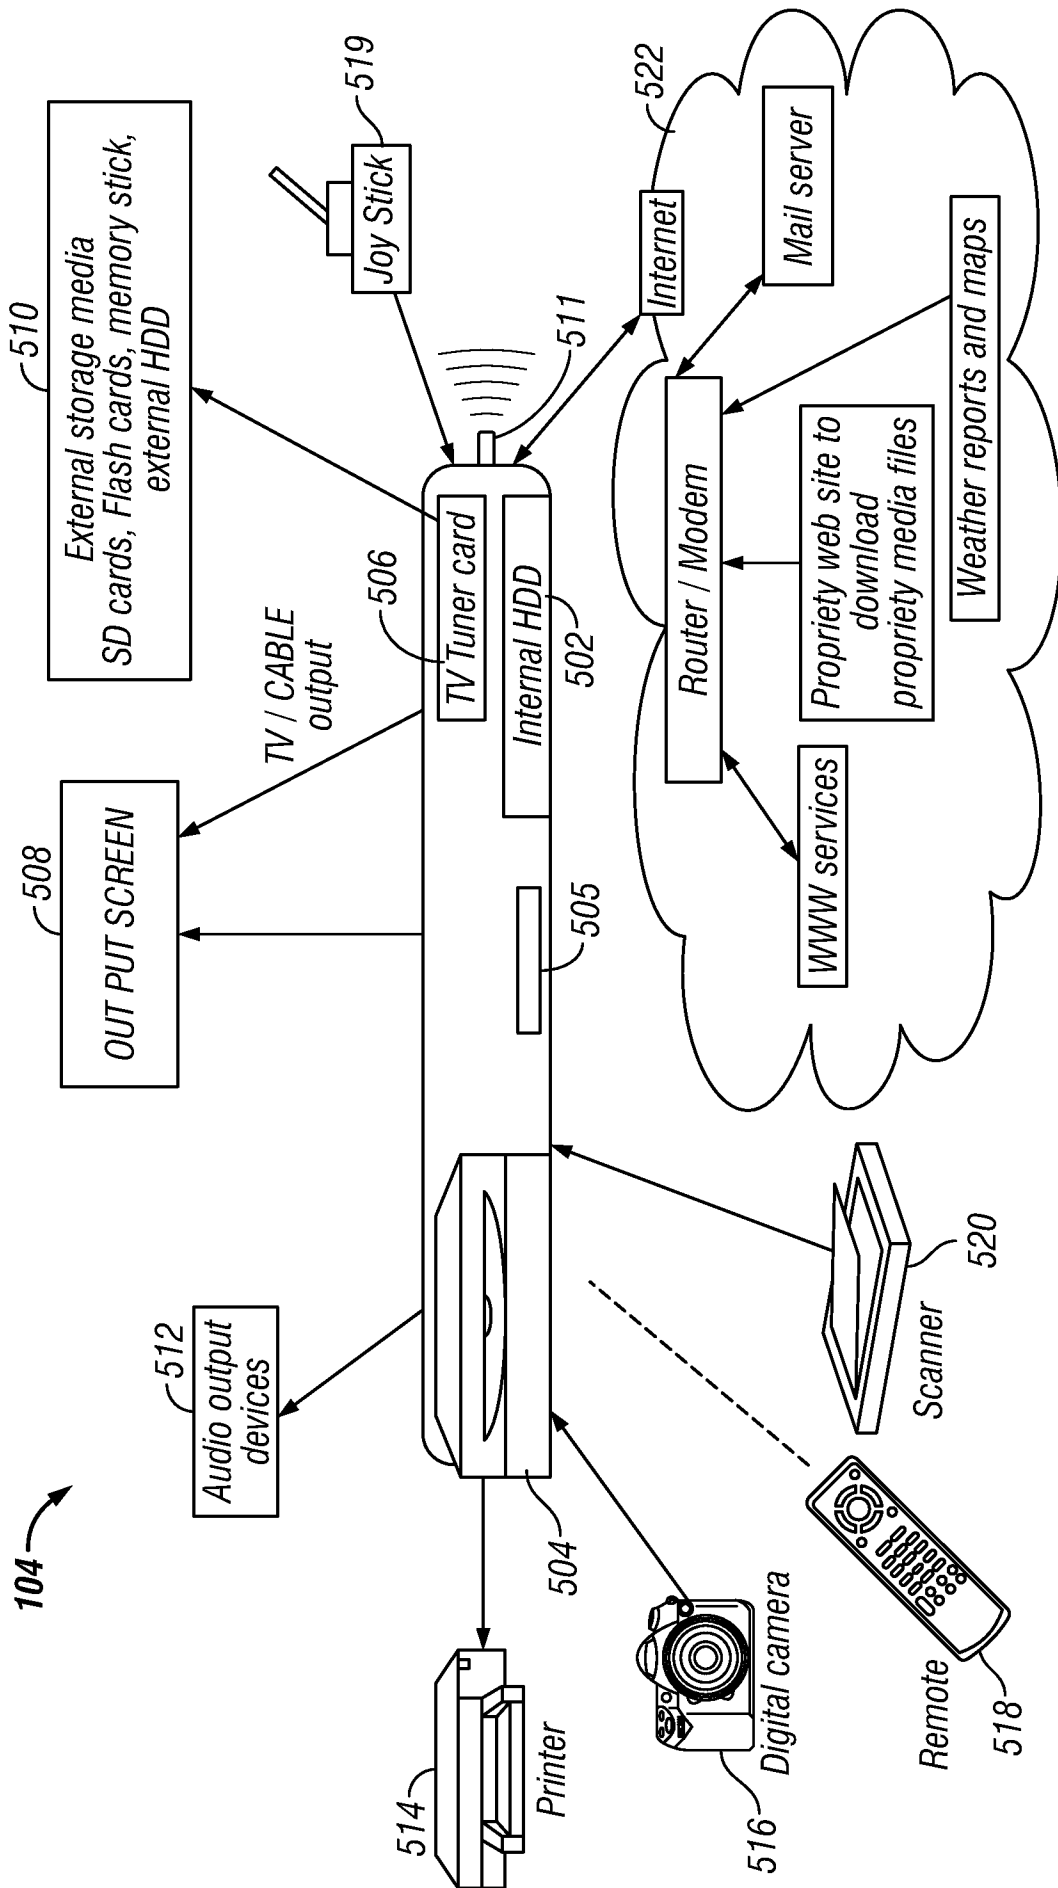 104
510
External storage media
SD cards, Flash cards, memory stick,
external HDD
508
OUT PUT SCREEN
TV / CABLE
output
512
Audio output
devices
519
Joy Stick
506
TV Tuner card
511
Internal HDD
502
505
504
514
Printer
516
Digital camera
Remote
518
Scanner
520
Internet
522
Router / Modem
Mail server
WWW services
Propriety web site to
download
propriety media files
Weather reports and maps